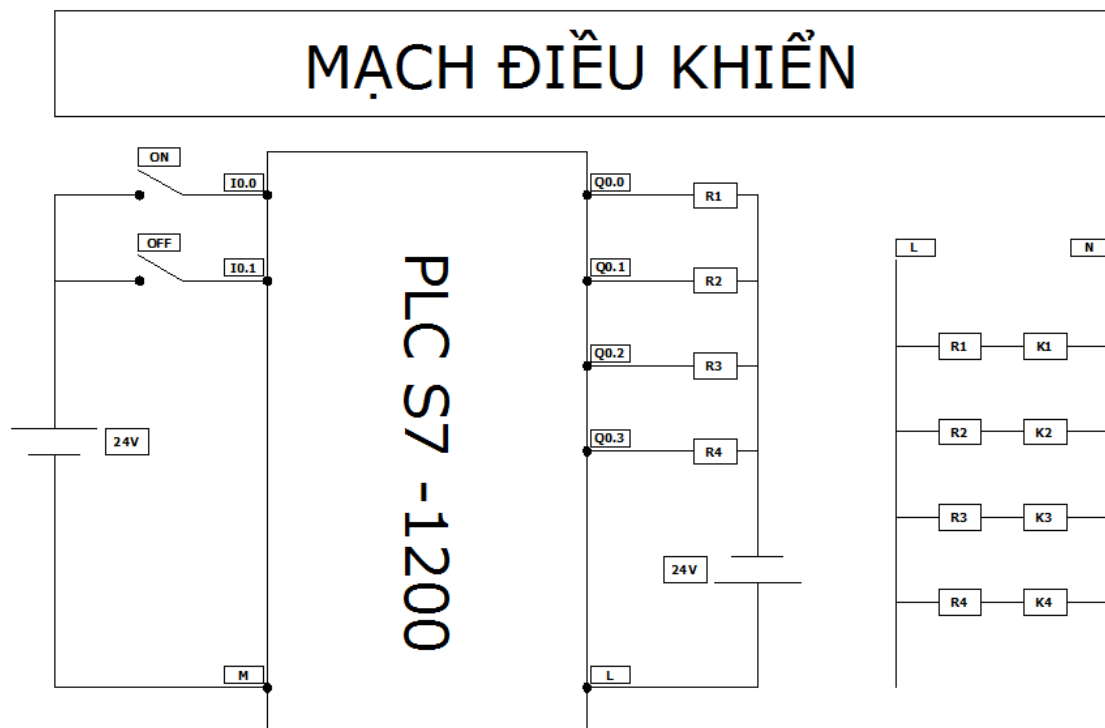 MẠCH ĐIỀU KHIỂN
ON
I0.0
OFF
I0.1
24V
M
PLC S7 -1200
Q0.0
R1
Q0.1
R2
Q0.2
R3
Q0.3
R4
24V
L
L
N
R1 K1
R2 K2
R3 K3
R4 K4